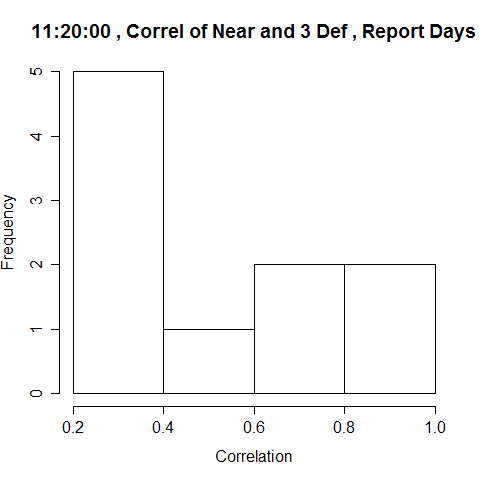 11:20:00 , Correl of Near and 3 Def , Report Days
5
4
3
2
1
0
Frequency
0.2 0.4 0.6 0.8 1.0
Correlation